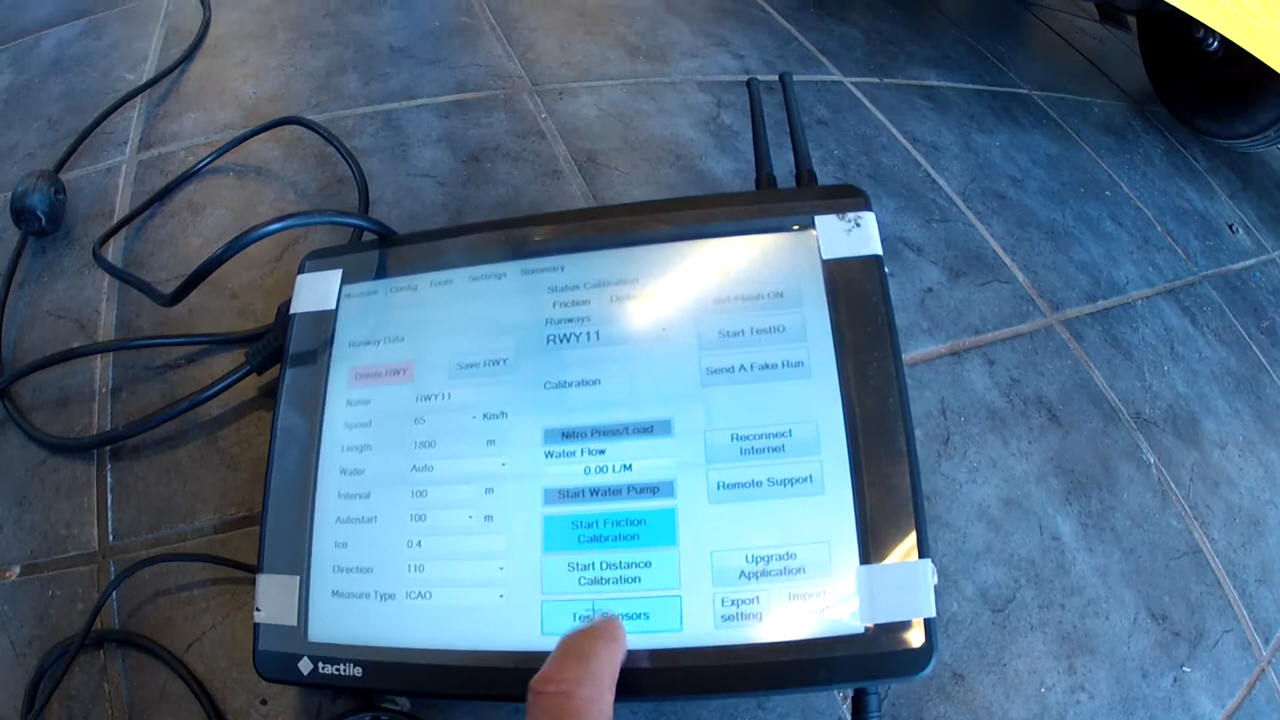 Measure Config Tools Settings Summary
Runway Data
Delete RWY
Save RWY
Name RWY11
Speed 65 Km/h
Length 1800 m
Water Auto
Interval 100 m
Autostart 100 m
Ice 0.4
Direction 110
Measure Type ICAO
Status Calibration
Friction
Runways
RWY11
Calibration
Nitro Press/Load
Water Flow
0.00 L/M
Start Water Pump
Start Friction
Calibration
Start Distance
Calibration
Test Sensors
Flash ON
Start TestIO
Send A Fake Run
Reconnect
Internet
Remote Support
Upgrade
Application
Export
setting
Import
tactile